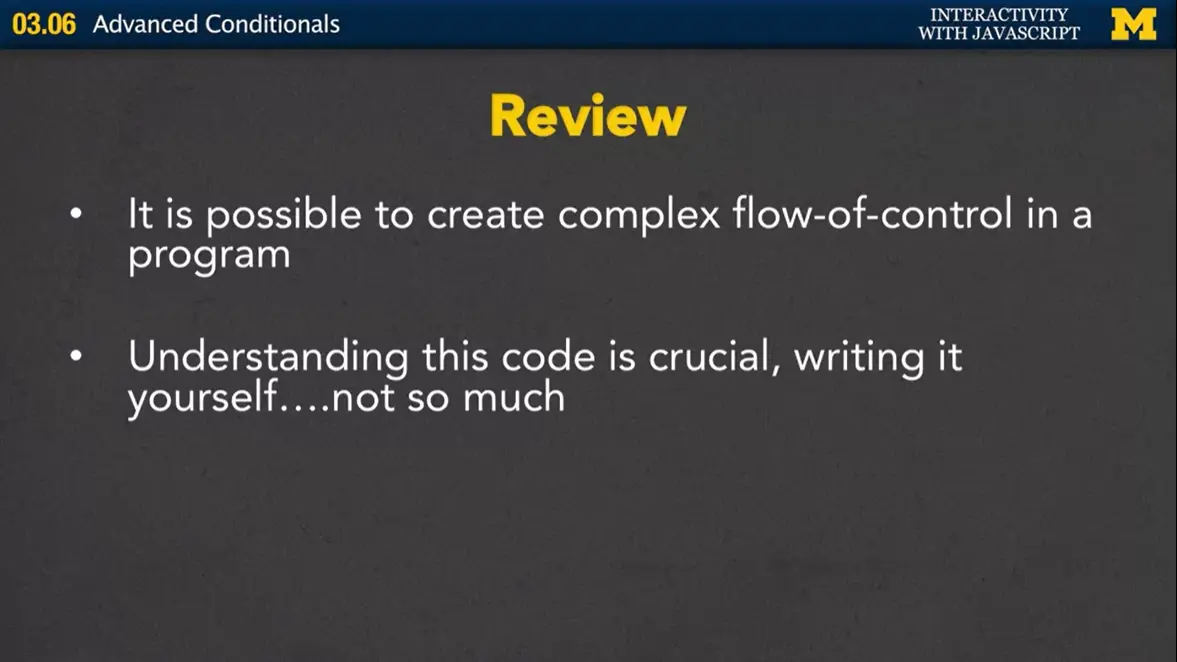 03.06 Advanced Conditionals
INTERACTIVITY
WITH JAVASCRIPT
M
Review
• It is possible to create complex flow-of-control in a
program
• Understanding this code is crucial, writing it
yourself….not so much